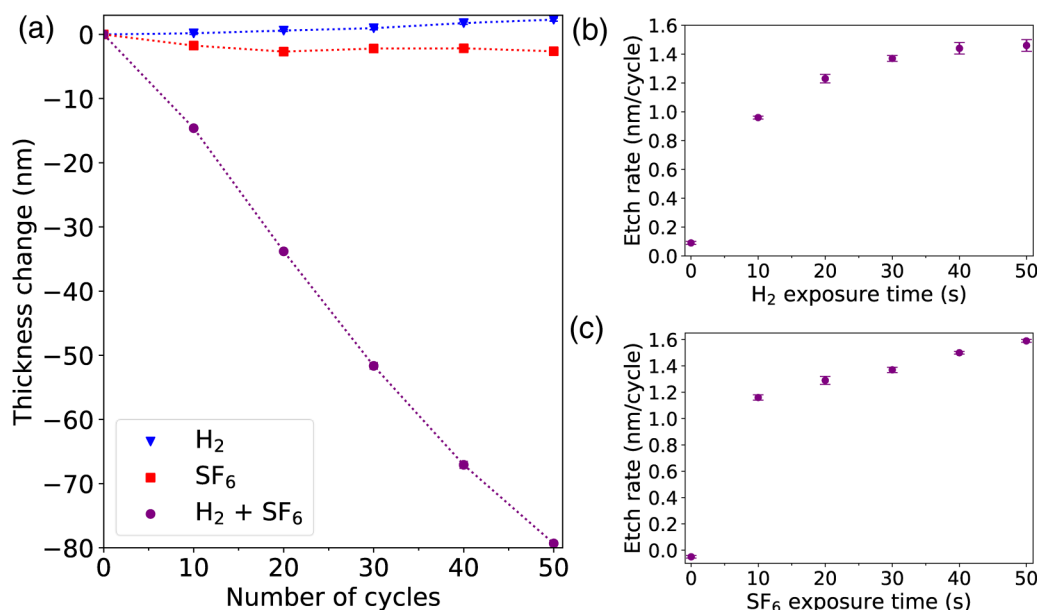 (a)
0
−10
−20
−30
−40
−50
−60
−70
−80
Thickness change (nm)
H₂
SF₆
H₂ + SF₆
0 10 20 30 40 50
Number of cycles
(b)
1.6
1.4
1.2
1.0
0.8
0.6
0.4
0.2
0.0
Etch rate (nm/cycle)
0 10 20 30 40 50
H₂ exposure time (s)
(c)
1.6
1.4
1.2
1.0
0.8
0.6
0.4
0.2
0.0
Etch rate (nm/cycle)
0 10 20 30 40 50
SF₆ exposure time (s)